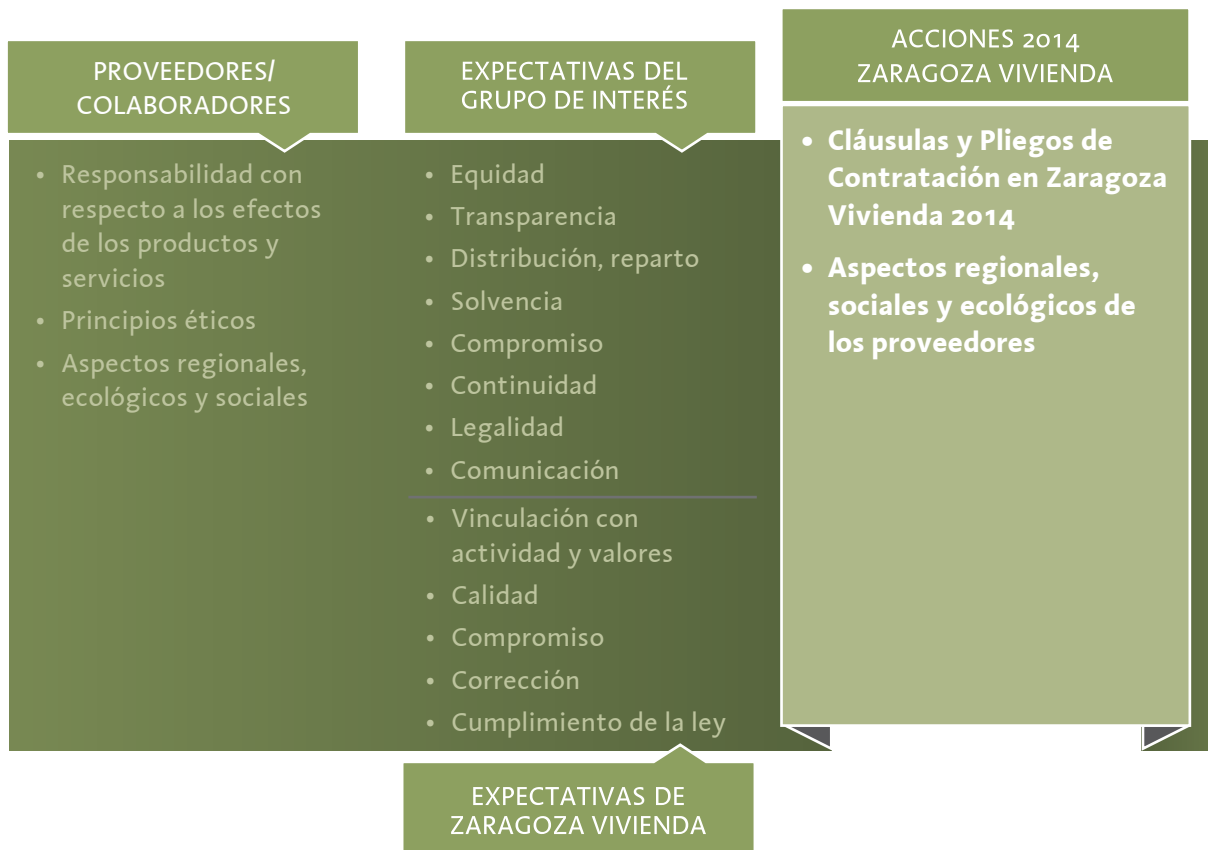 PROVEEDORES/
COLABORADORES
• Responsabilidad con
respecto a los efectos
de los productos y
servicios
• Principios éticos
• Aspectos regionales,
ecológicos y sociales
EXPECTATIVAS DEL
GRUPO DE INTERÉS
• Equidad
• Transparencia
• Distribución, reparto
• Solvencia
• Compromiso
• Continuidad
• Legalidad
• Comunicación
• Vinculación con
actividad y valores
• Calidad
• Compromiso
• Corrección
• Cumplimiento de la ley
EXPECTATIVAS DE
ZARAGOZA VIVIENDA
ACCIONES 2014
ZARAGOZA VIVIENDA
• Cláusulas y Pliegos de
Contratación en Zaragoza
Vivienda 2014
• Aspectos regionales,
sociales y ecológicos de
los proveedores